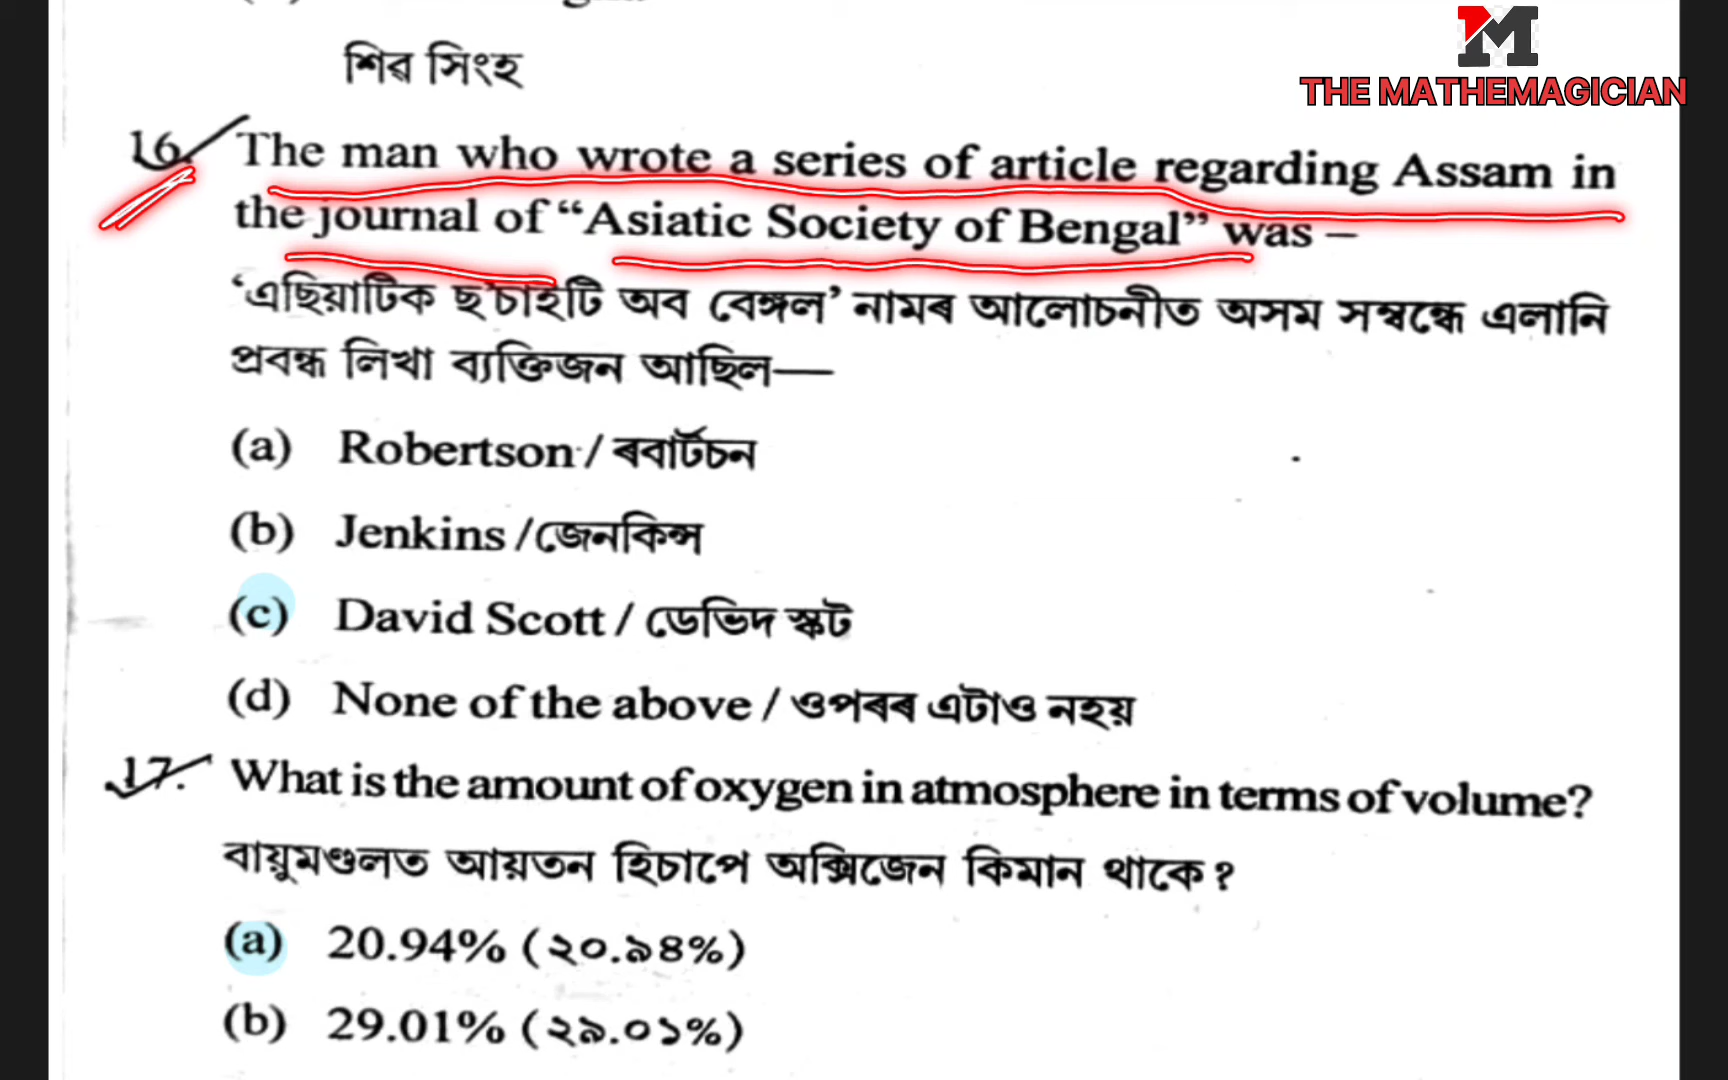 M
THE MATHEMAGICIAN
শিৱ সিংহ
16. The man who wrote a series of article regarding Assam in
the journal of “Asiatic Society of Bengal” was –
‘এছিয়াটিক ছ'চাইটি অব বেঙ্গল’ নামৰ আলোচনীত অসম সম্বন্ধে এলানি
প্ৰবন্ধ লিখা ব্যক্তিজন আছিল—
(a) Robertson / ৰবাৰ্টচন
(b) Jenkins /জেনকিন্স
(c) David Scott / ডেভিদ স্কট
(d) None of the above / ওপৰৰ এটাও নহয়
17. What is the amount of oxygen in atmosphere in terms of volume?
বায়ুমণ্ডলত আয়তন হিচাপে অক্সিজেন কিমান থাকে ?
(a) 20.94% (২০.৯৪%)
(b) 29.01% (২৯.০১%)